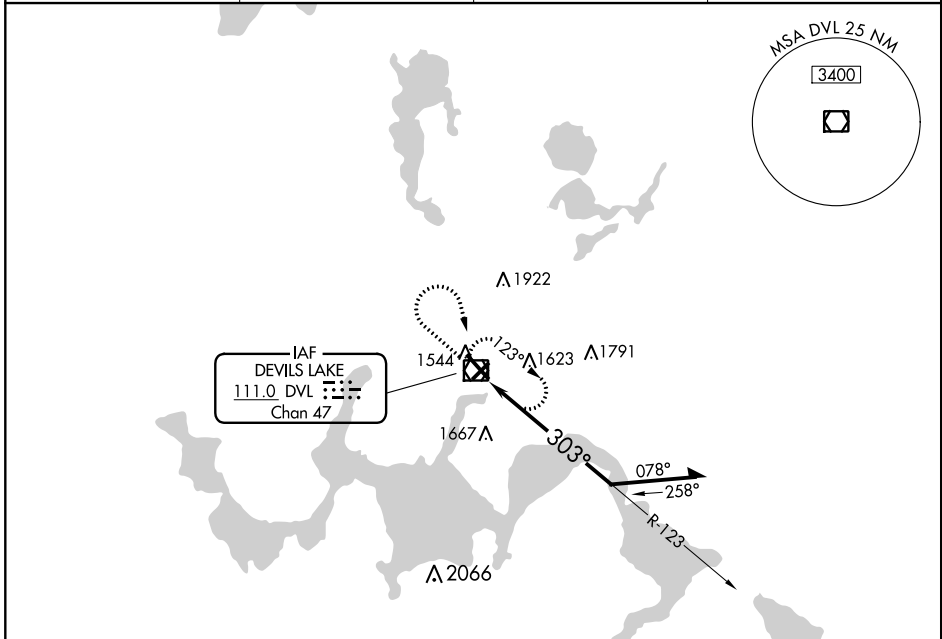 MSA DVL 25 NM
3400
1922
1544
123°
1623
1791
IAF
DEVILS LAKE
111.0 DVL
Chan 47
1667
303°
078°
258°
R-123
2066